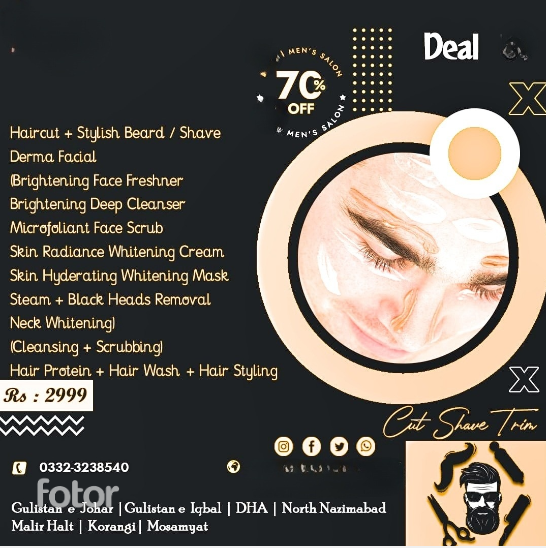 Deal
MEN'S SALON
70%
OFF
MEN'S SALON
Haircut + Stylish Beard / Shave
Derma Facial
(Brightening Face Freshner
Brightening Deep Cleanser
Microfoliant Face Scrub
Skin Radiance Whitening Cream
Skin Hyderating Whitening Mask
Steam + Black Heads Removal
Neck Whitening)
(Cleansing + Scrubbing)
Hair Protein + Hair Wash + Hair Styling
Rs : 2999
Cut Shave Trim
0332-3238540
fotor
Gulistan e Johar | Gulistan e Iqbal | DHA | North Nazimabad
Malir Halt | Korangi | Mosamyat